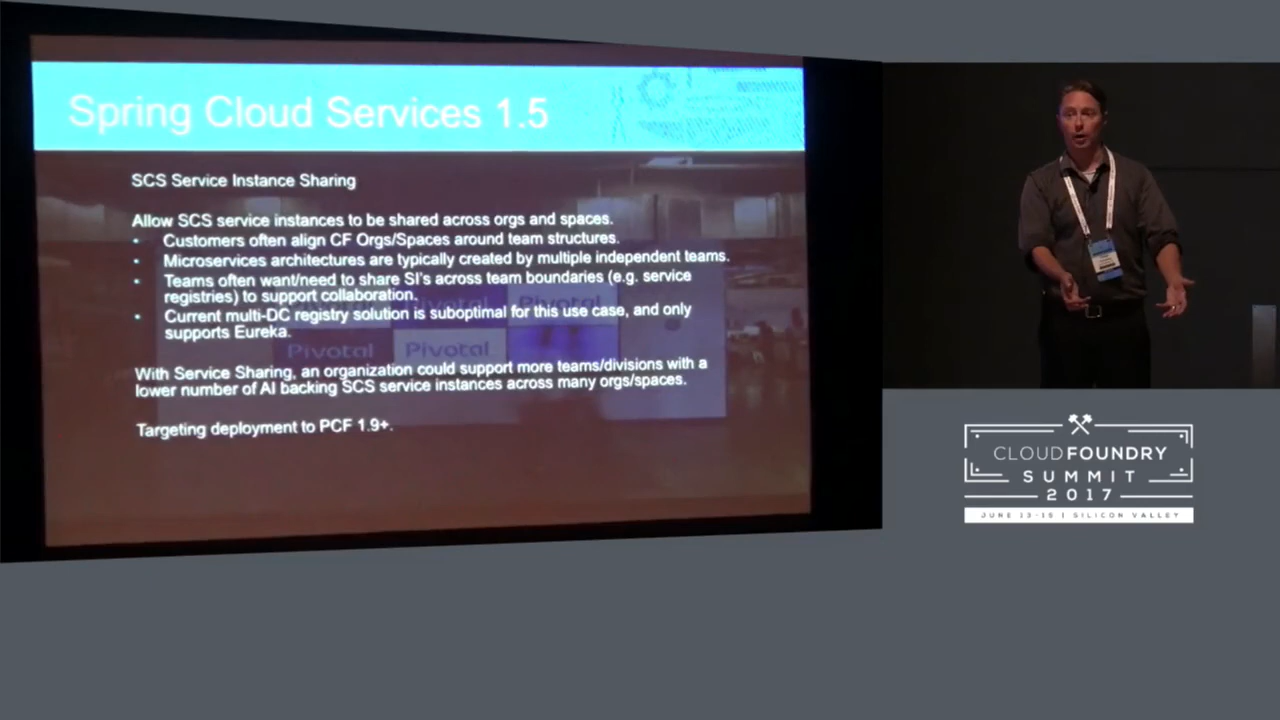 Spring Cloud Services 1.5
SCS Service Instance Sharing
Allow SCS service instances to be shared across orgs and spaces.
• Customers often align CF Orgs/Spaces around team structures.
• Microservices architectures are typically created by multiple independent teams.
• Teams often want/need to share SI's across team boundaries (e.g. service
registries) to support collaboration.
• Current multi-DC registry solution is suboptimal for this use case, and only
supports Eureka.
With Service Sharing, an organization could support more teams/divisions with a
lower number of AI backing SCS service instances across many orgs/spaces.
Targeting deployment to PCF 1.9+.
Pivotal
Pivotal
Pivotal
Pivotal
CLOUDFOUNDRY
SUMMIT
2017
JUNE 13-15 | SILICON VALLEY